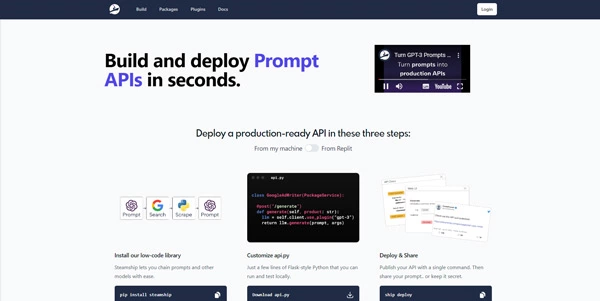 Build Packages Plugins Docs Login
Build and deploy Prompt
APIs in seconds.
Turn GPT-3 Prompts ...
Turn prompts into
production APIs
YouTube
Deploy a production-ready API in these three steps:
From my machine From Replit
Prompt Search Scrape Prompt
api.py
class GoogleAdWriter(PackageService):
@post("/generate")
def generate(self, product: str):
llm = self.client.use_plugin("gpt-3")
return llm.generate(prompt, args)
Install our low-code library
Steamship lets you chain prompts and other
models with ease.
pip install steamship
Customize api.py
Just a few lines of Flask style Python that you can
run and test locally.
Download api.py
Deploy & Share
Publish your API with a single command. Then
share your prompt.. or keep it secret.
ship deploy